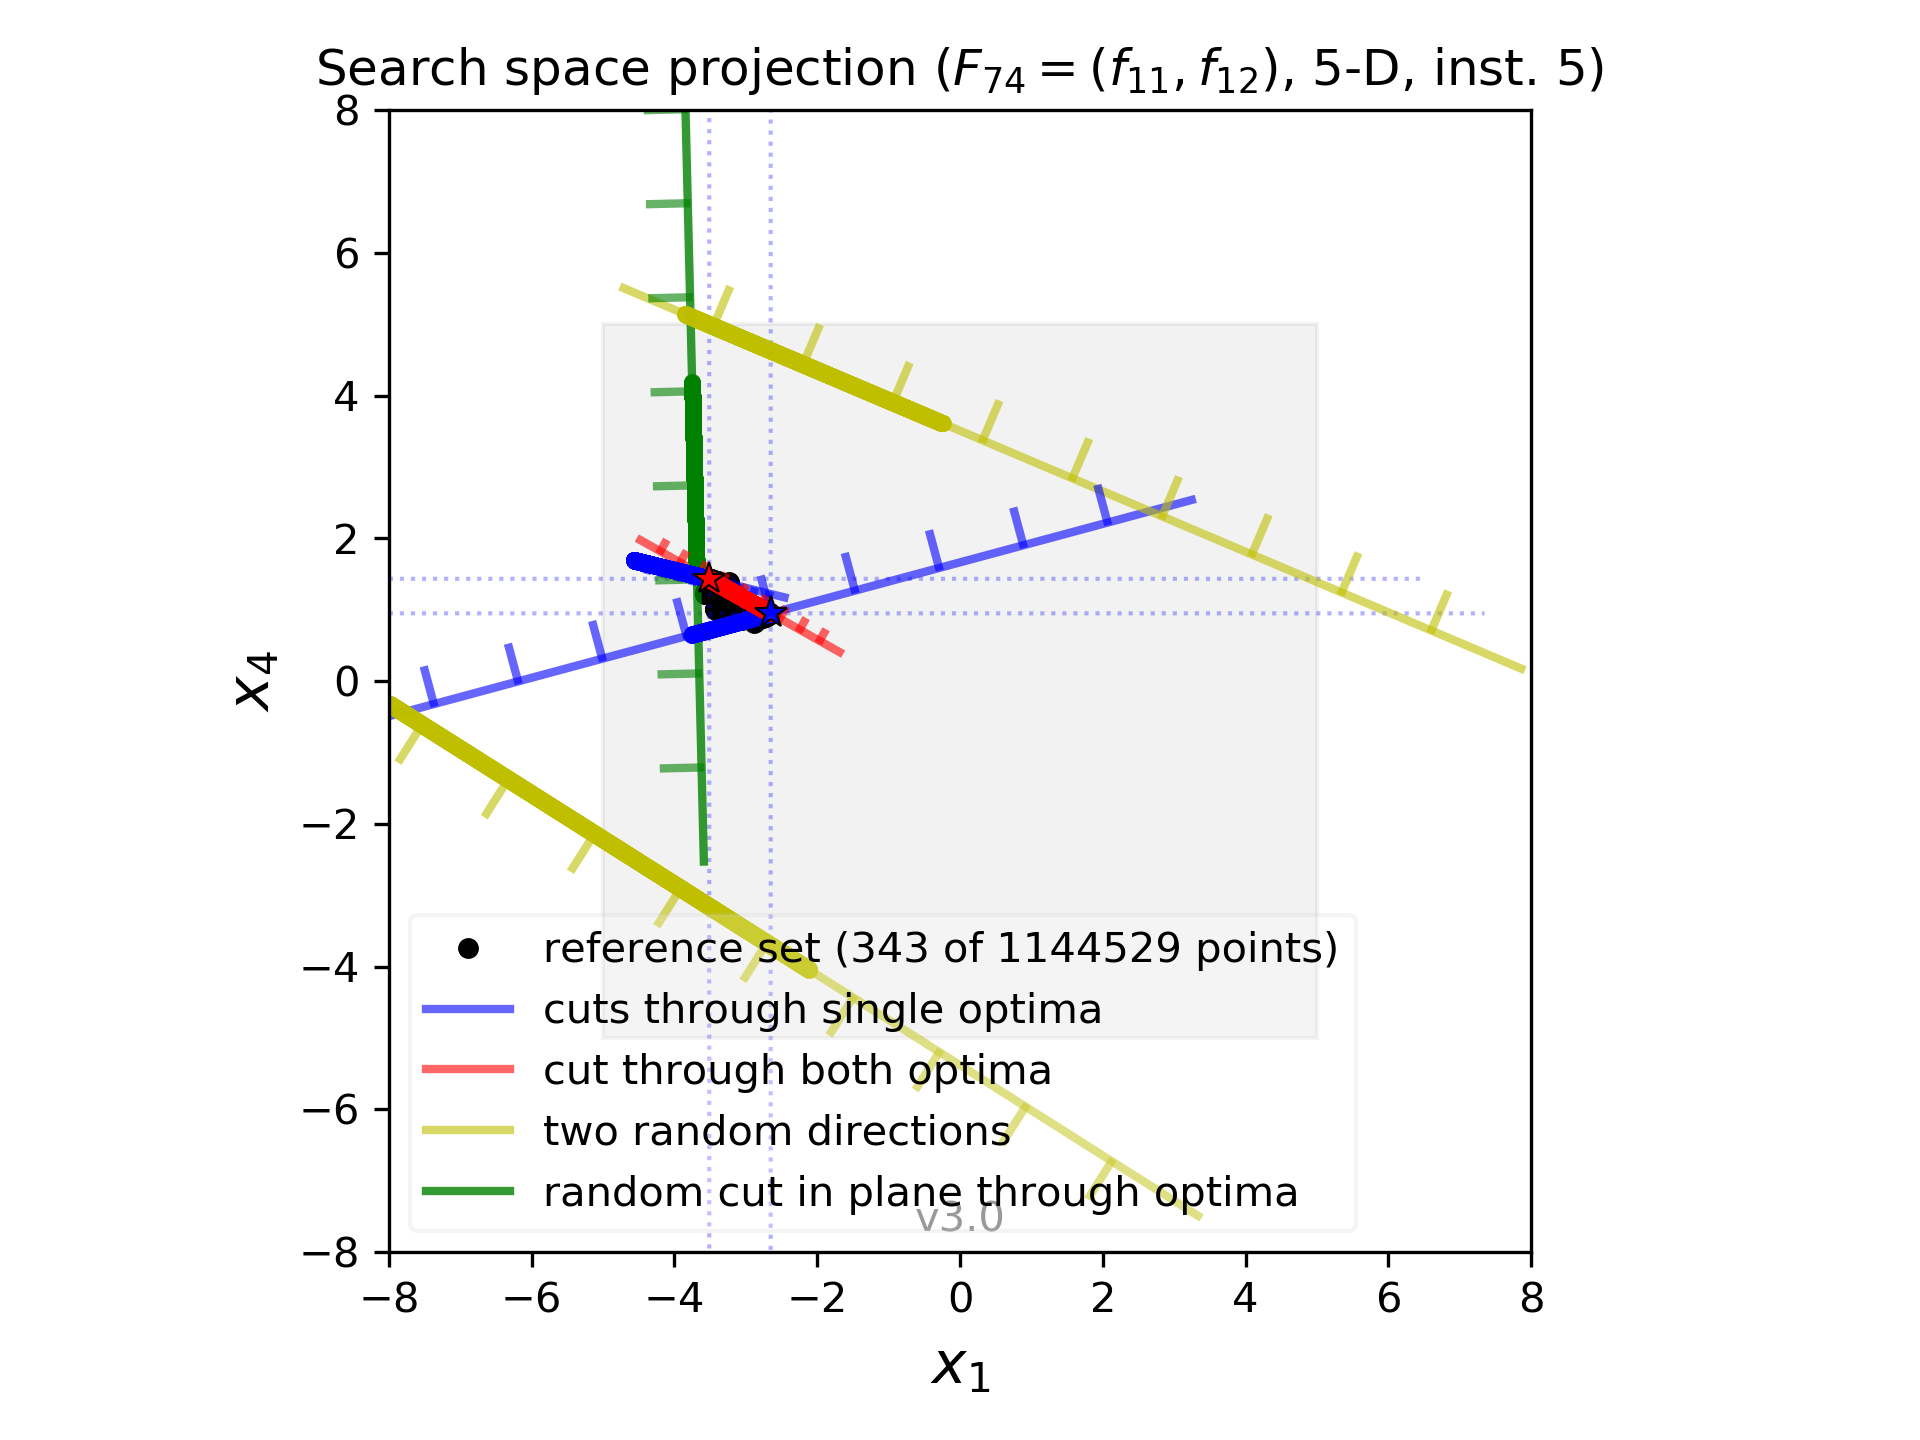 Search space projection (F₇₄ = (f₁₁, f₁₂), 5-D, inst. 5)
8
6
4
2
0
−2
−4
−6
−8
x₄
reference set (343 of 1144529 points)
cuts through single optima
cut through both optima
two random directions
random cut in plane through optima
v3.0
−8 −6 −4 −2 0 2 4 6 8
x₁